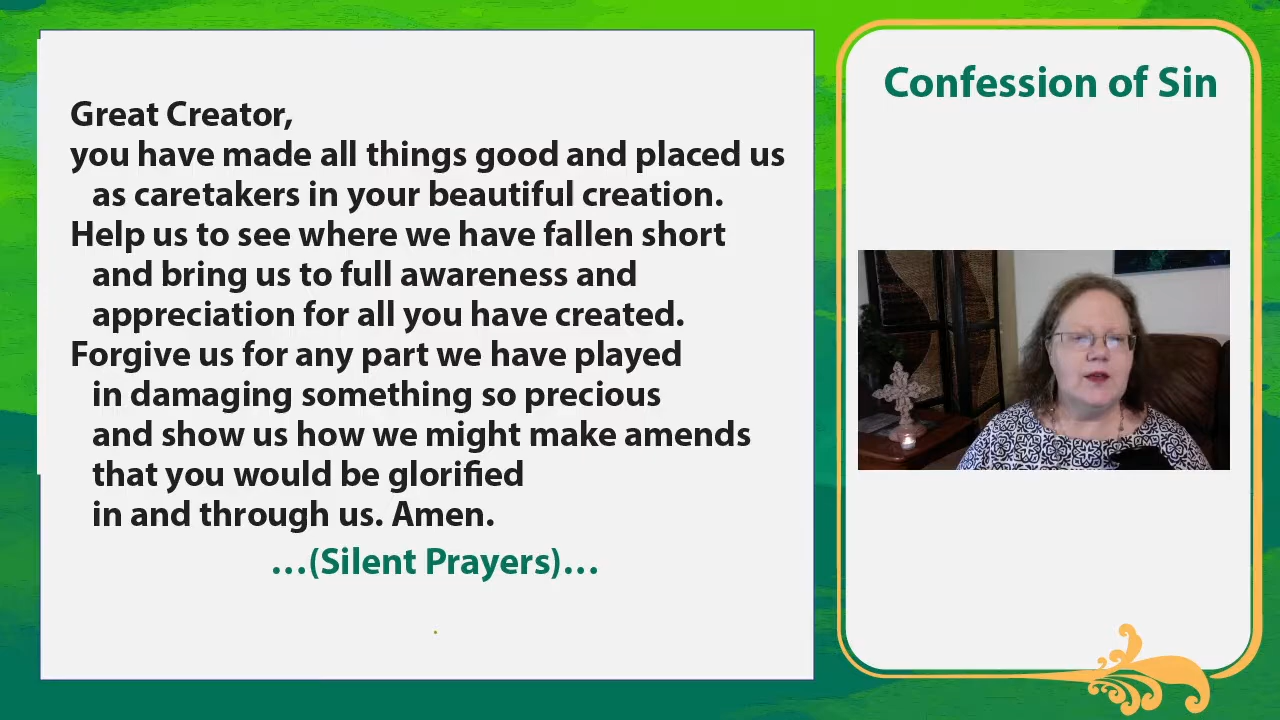 Great Creator,
you have made all things good and placed us
as caretakers in your beautiful creation.
Help us to see where we have fallen short
and bring us to full awareness and
appreciation for all you have created.
Forgive us for any part we have played
in damaging something so precious
and show us how we might make amends
that you would be glorified
in and through us. Amen.
…(Silent Prayers)…
Confession of Sin